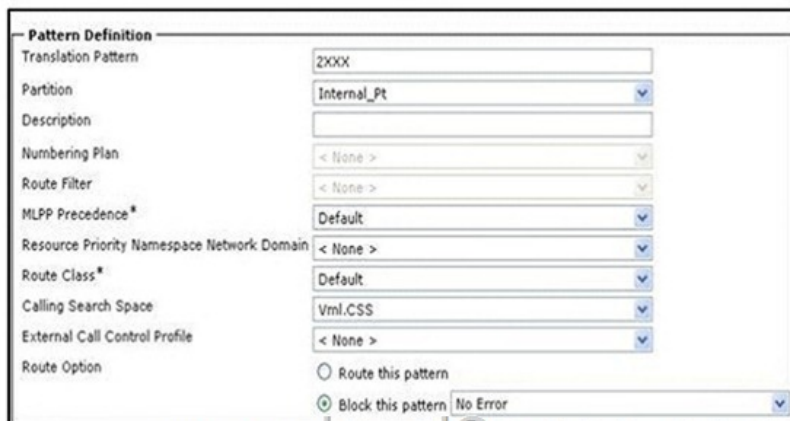 Pattern Definition
Translation Pattern 2XXX
Partition Internal_Pt
Description
Numbering Plan < None >
Route Filter < None >
MLPP Precedence* Default
Resource Priority Namespace Network Domain < None >
Route Class* Default
Calling Search Space Vml.CSS
External Call Control Profile < None >
Route Option Route this pattern
Block this pattern No Error